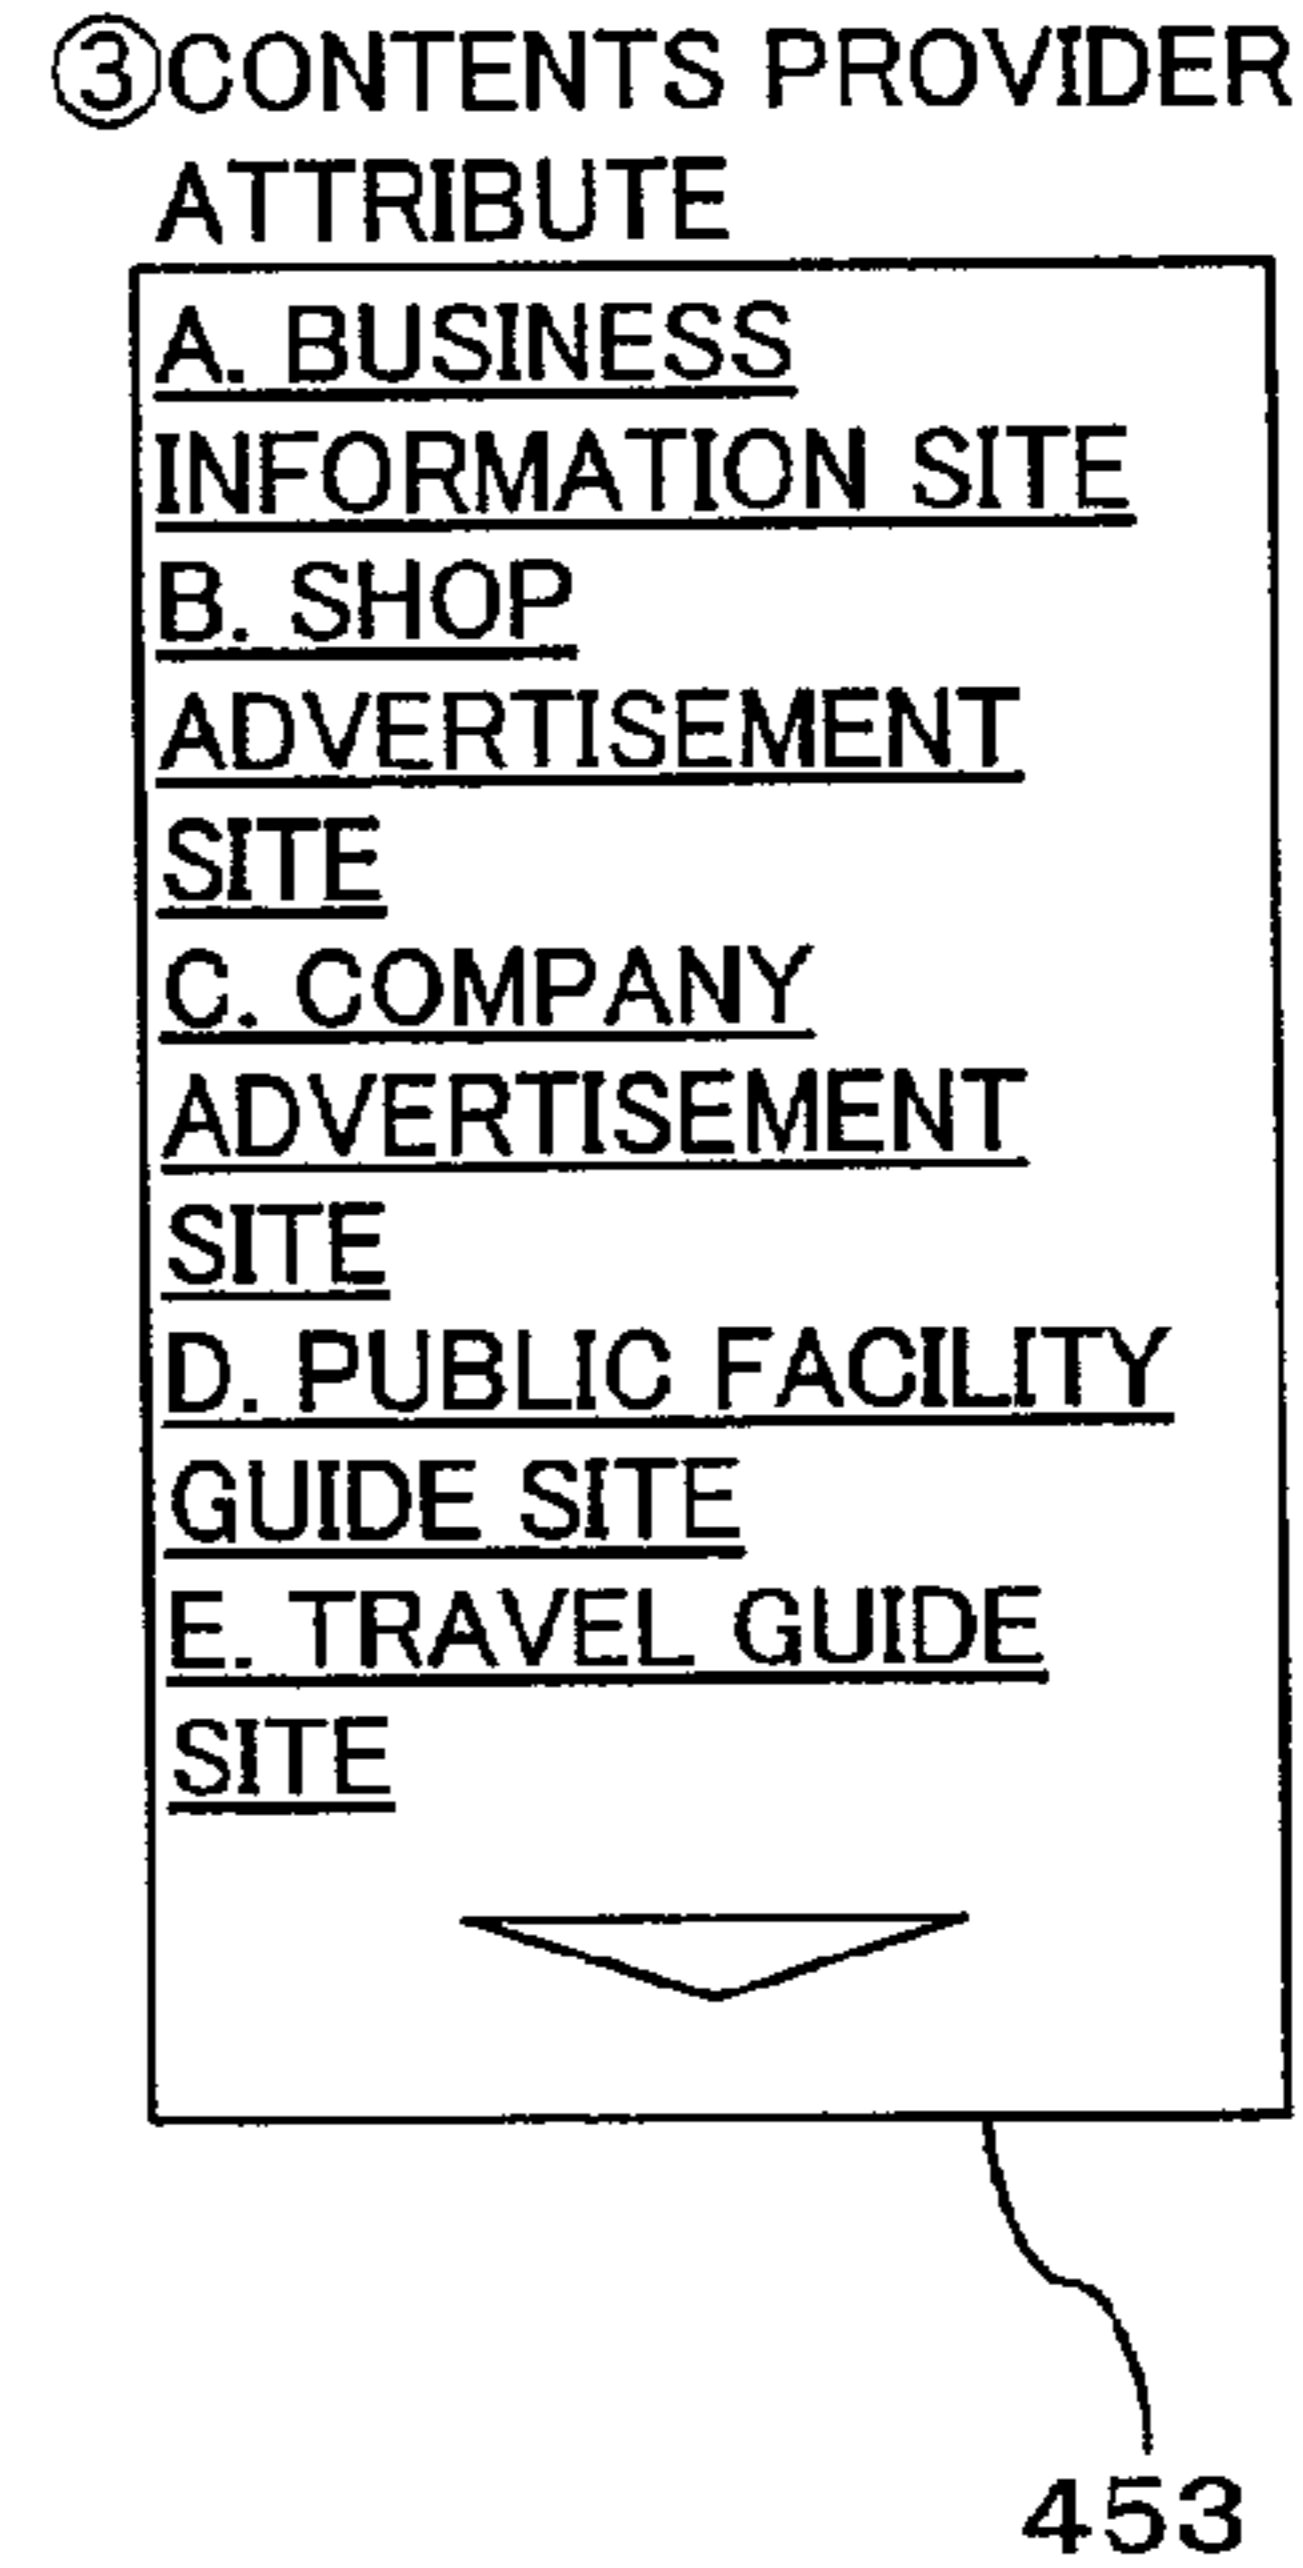 ③CONTENTS PROVIDER
ATTRIBUTE
A. BUSINESS
INFORMATION SITE
B. SHOP
ADVERTISEMENT
SITE
C. COMPANY
ADVERTISEMENT
SITE
D. PUBLIC FACILITY
GUIDE SITE
E. TRAVEL GUIDE
SITE
453